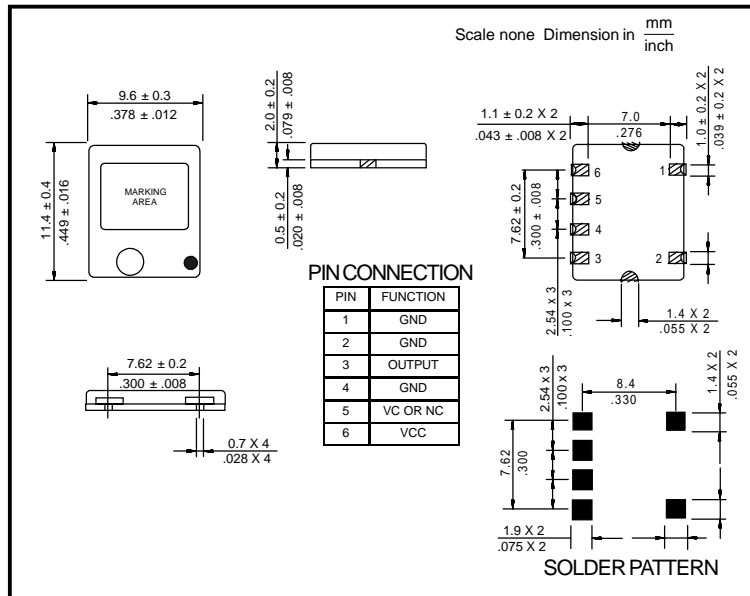 Scale none Dimension in mm
inch
9.6 ± 0.3
.378 ± .012
11.4 ± 0.4
.449 ± .016
MARKING
AREA
2.0 ± 0.2
.079 ± .008
0.5 ± 0.2
.020 ± .008
1.1 ± 0.2 X 2
.043 ± .008 X 2
7.0
.276
1.0 ± 0.2 X 2
.039 ± .008 X 2
7.62 ± 0.2
.300 ± .008
2.54 x 3
.100 x 3
6
5
4
3
1
2
1.4 X 2
.055 X 2
PIN CONNECTION
PIN FUNCTION
1 GND
2 GND
3 OUTPUT
4 GND
5 VC OR NC
6 VCC
7.62 ± 0.2
.300 ± .008
0.7 X 4
.028 X 4
2.54 x 3
.100 x 3
8.4
.330
1.4 X 2
.055 X 2
7.62
.300
1.9 X 2
.075 X 2
SOLDER PATTERN